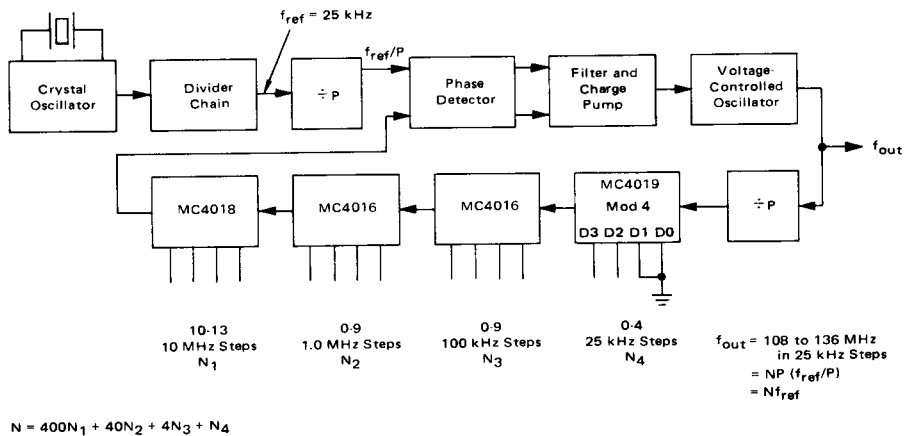 f_ref = 25 kHz
f_ref/P
Crystal
Oscillator
Divider
Chain
÷P
Phase
Detector
Filter and
Charge
Pump
Voltage-
Controlled
Oscillator
f_out
MC4018
MC4016
MC4016
MC4019
Mod 4
D3 D2 D1 D0
÷P
10-13
10 MHz Steps
N₁
0-9
1.0 MHz Steps
N₂
0-9
100 kHz Steps
N₃
0-4
25 kHz Steps
N₄
f_out = 108 to 136 MHz
in 25 kHz Steps
= NP (f_ref/P)
= Nf_ref
N = 400N₁ + 40N₂ + 4N₃ + N₄